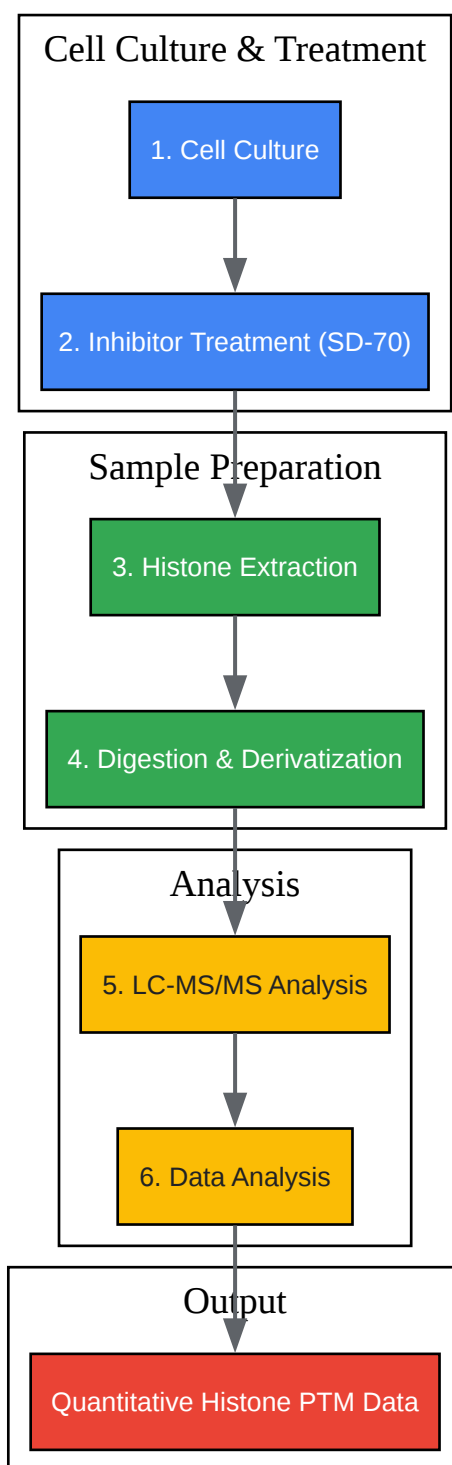 Cell Culture & Treatment
1. Cell Culture
2. Inhibitor Treatment (SD-70)
Sample Preparation
3. Histone Extraction
4. Digestion & Derivatization
Analysis
5. LC-MS/MS Analysis
6. Data Analysis
Output
Quantitative Histone PTM Data